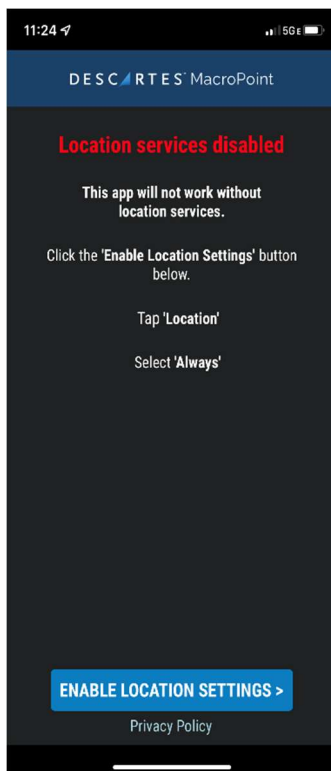 11:24
5G E
DESCARTES MacroPoint
Location services disabled
This app will not work without
location services.
Click the 'Enable Location Settings' button
below.
Tap 'Location'
Select 'Always'
ENABLE LOCATION SETTINGS >
Privacy Policy